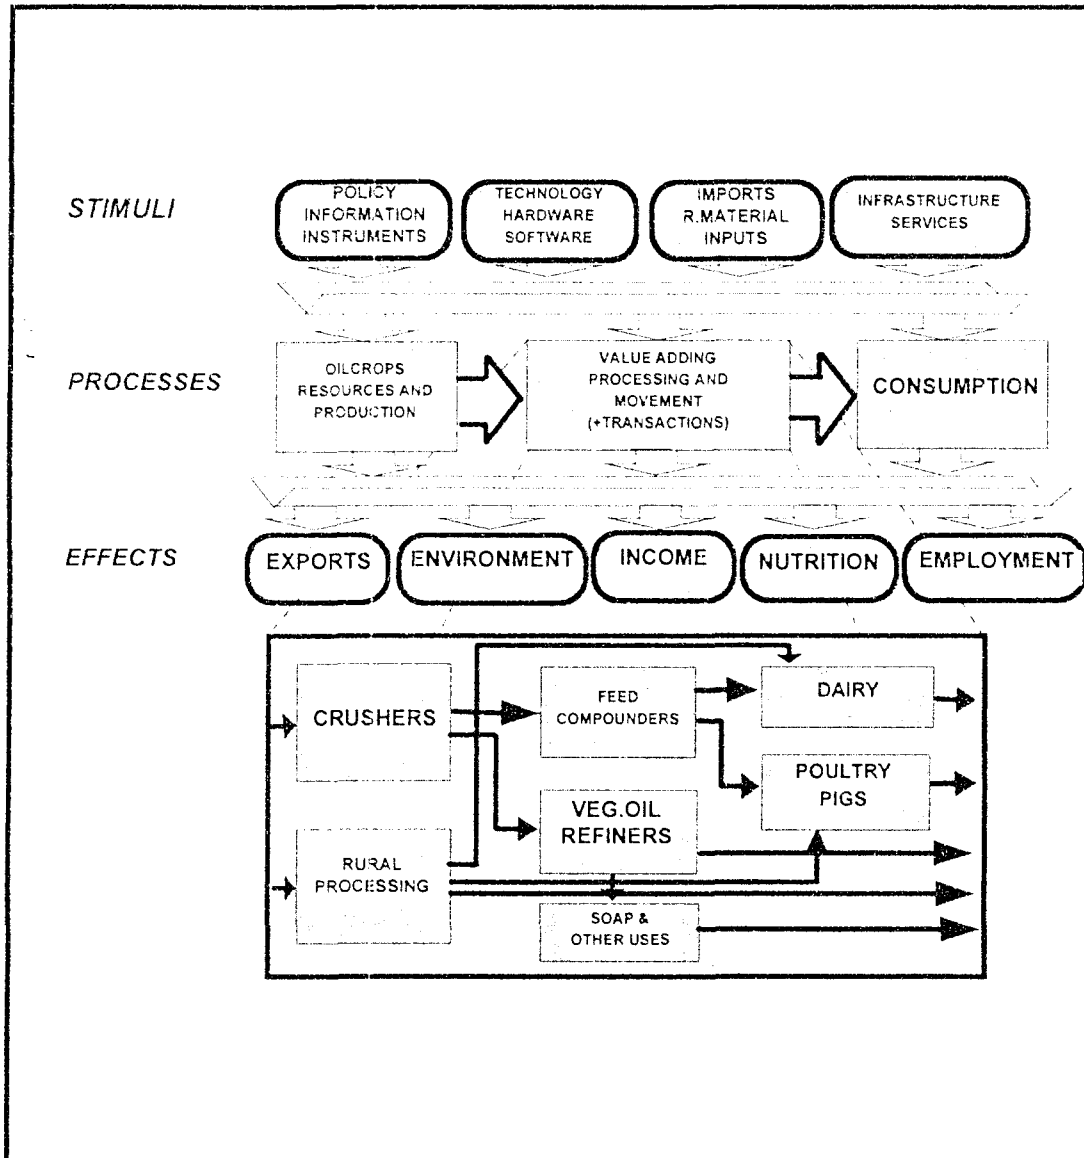 STIMULI
POLICY
INFORMATION
INSTRUMENTS
TECHNOLOGY
HARDWARE
SOFTWARE
IMPORTS
R.MATERIAL
INPUTS
INFRASTRUCTURE
SERVICES
PROCESSES
OILCROPS
RESOURCES AND
PRODUCTION
VALUE ADDING
PROCESSING AND
MOVEMENT
(+TRANSACTIONS)
CONSUMPTION
EFFECTS
EXPORTS
ENVIRONMENT
INCOME
NUTRITION
EMPLOYMENT
CRUSHERS
FEED
COMPOUNDERS
DAIRY
POULTRY
PIGS
VEG.OIL
REFINERS
RURAL
PROCESSING
SOAP &
OTHER USES